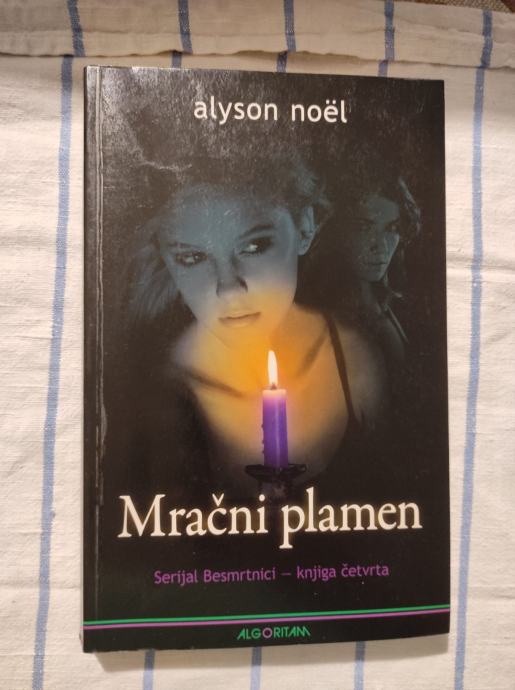 alyson noël
Mračni plamen
Serijal Besmrtnici – knjiga četvrta
ALGORITAM